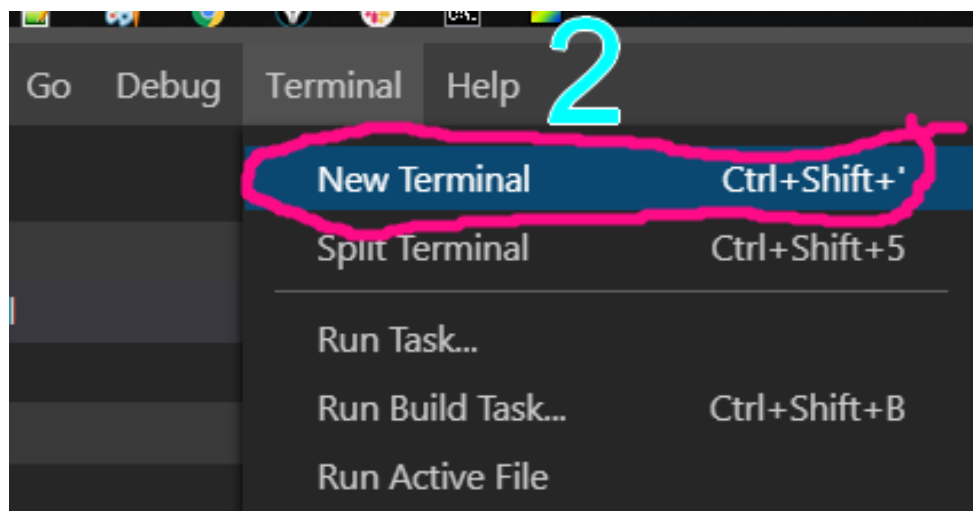 2
Go Debug Terminal Help
New Terminal Ctrl+Shift+'
Split Terminal Ctrl+Shift+5
Run Task...
Run Build Task... Ctrl+Shift+B
Run Active File